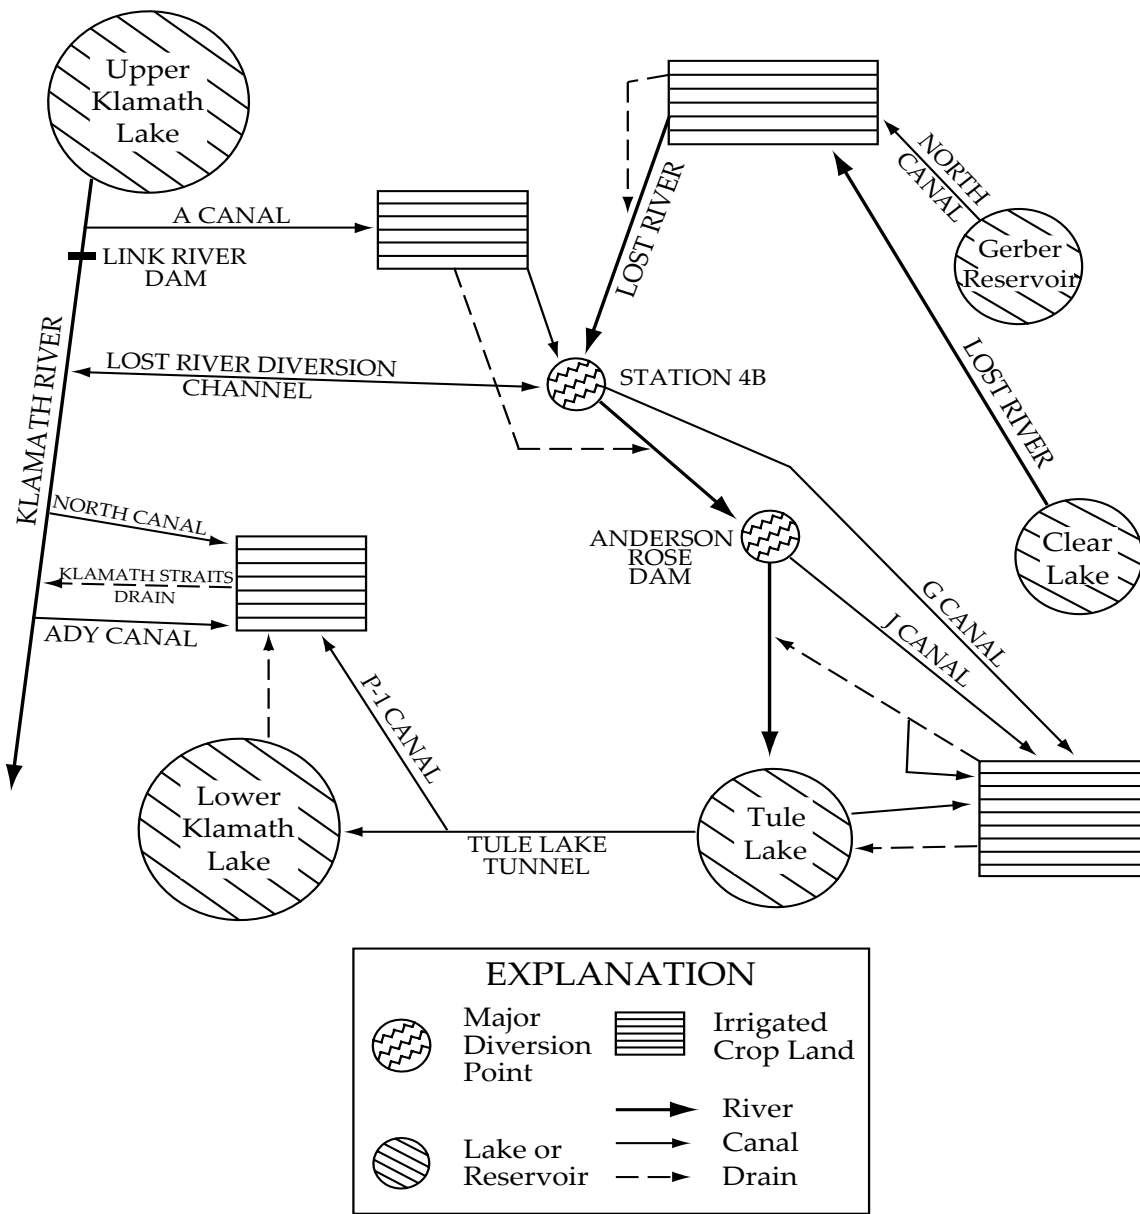 Upper
Klamath
Lake
A CANAL
LINK RIVER
DAM
KLAMATH RIVER
LOST RIVER DIVERSION
CHANNEL
LOST RIVER
NORTH
CANAL
Gerber
Reservoir
STATION 4B
LOST RIVER
NORTH CANAL
KLAMATH STRAITS
DRAIN
ADY CANAL
ANDERSON
ROSE
DAM
Clear
Lake
G CANAL
J CANAL
P-1 CANAL
Lower
Klamath
Lake
TULE LAKE
TUNNEL
Tule
Lake
EXPLANATION
Major
Diversion
Point
Irrigated
Crop Land
Lake or
Reservoir
River
Canal
Drain